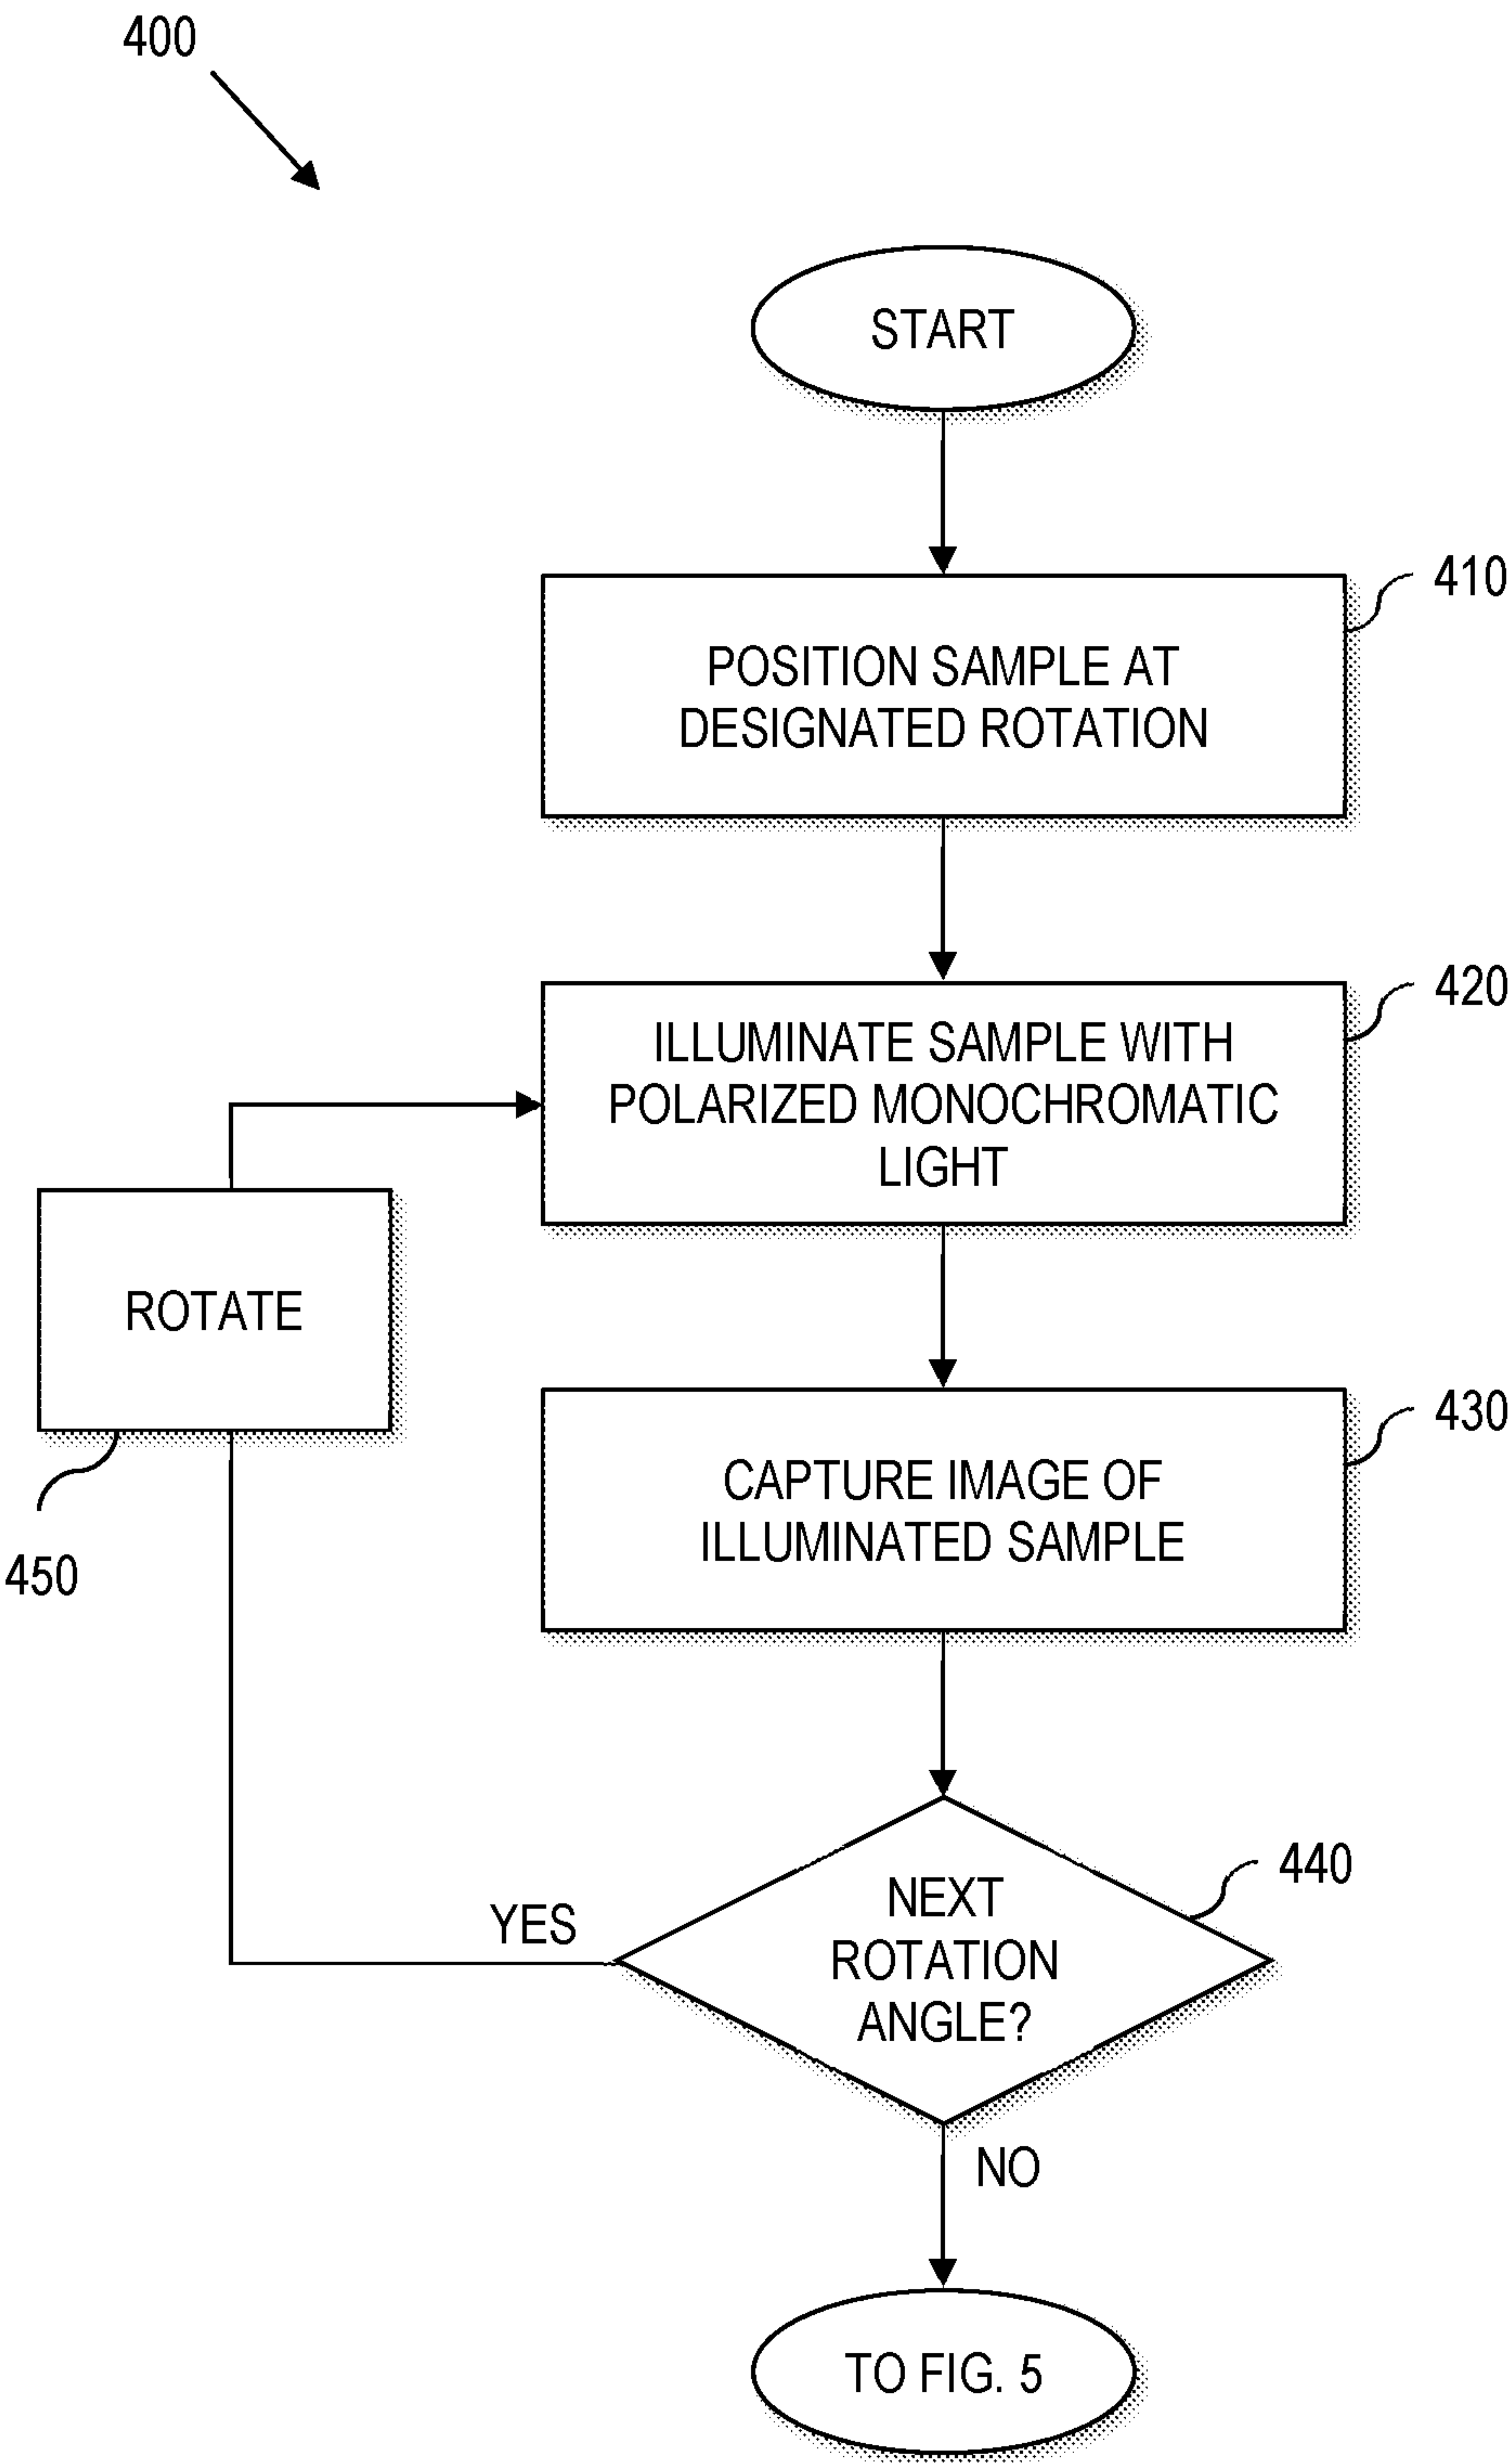 400
START
410
POSITION SAMPLE AT
DESIGNATED ROTATION
420
ILLUMINATE SAMPLE WITH
POLARIZED MONOCHROMATIC
LIGHT
ROTATE
450
430
CAPTURE IMAGE OF
ILLUMINATED SAMPLE
440
NEXT
ROTATION
ANGLE?
YES
NO
TO FIG. 5